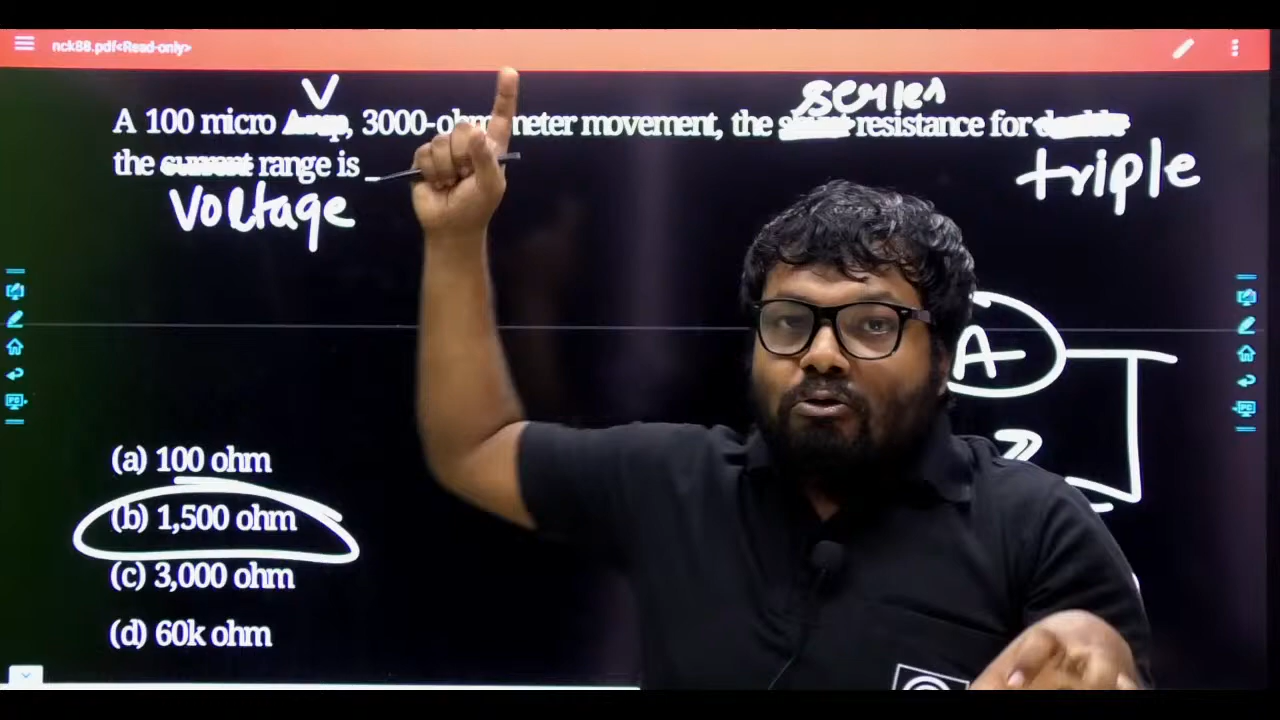 nck88.pdf<Read-only>
V
series
A 100 micro Amp, 3000-ohm meter movement, the shunt resistance for double
the current range is _
triple
Voltage
A
(a) 100 ohm
(b) 1,500 ohm
(c) 3,000 ohm
(d) 60k ohm